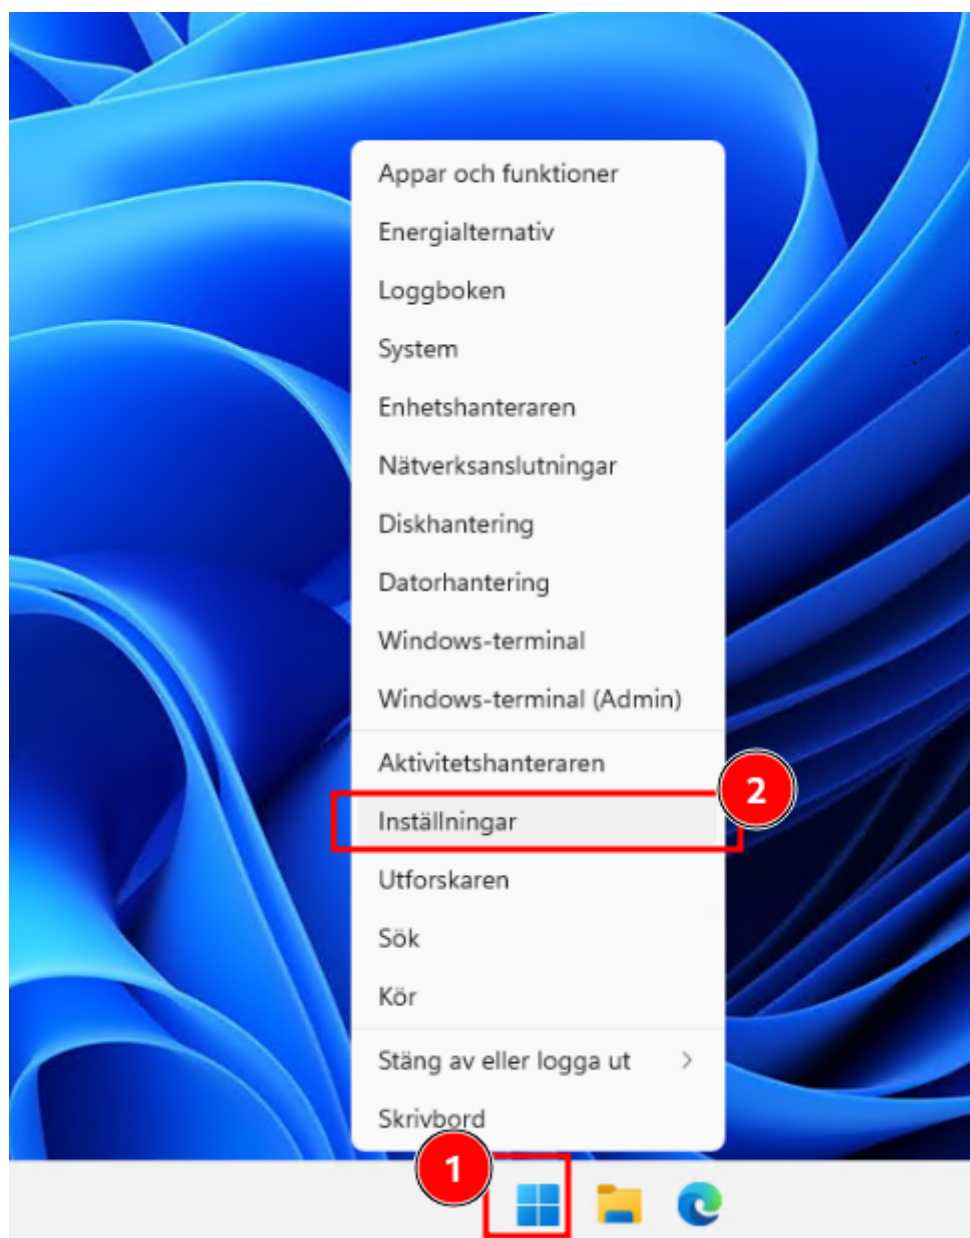 Appar och funktioner
Energialternativ
Loggboken
System
Enhetshanteraren
Nätverksanslutningar
Diskhantering
Datorhantering
Windows-terminal
Windows-terminal (Admin)
Aktivitetshanteraren
2
Inställningar
Utforskaren
Sök
Kör
Stäng av eller logga ut
Skrivbord
1